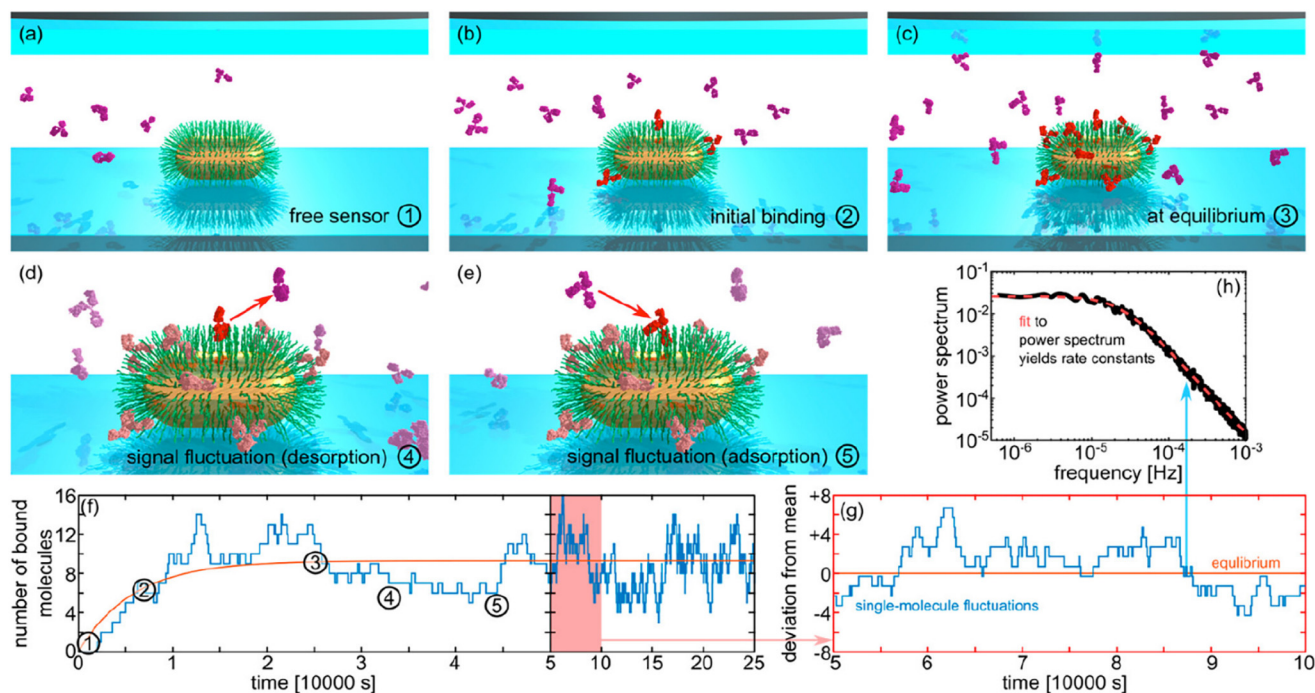 (a)
free sensor ①
(b)
initial binding ②
(c)
at equilibrium ③
(d)
signal fluctuation (desorption) ④
(e)
signal fluctuation (adsorption) ⑤
(h)
power spectrum
10-1
10-2
10-3
10-4
10-5
fit to
power spectrum
yields rate constants
10-6 10-5 10-4 10-3
frequency [Hz]
(f)
number of bound
molecules
16
12
8
4
0
① ② ③ ④ ⑤
0 1 2 3 4 5 10 15 20 25
time [10000 s]
(g)
deviation from mean
+8
+4
0
-4
-8
equlibrium
single-molecule fluctuations
5 6 7 8 9 10
time [10000 s]